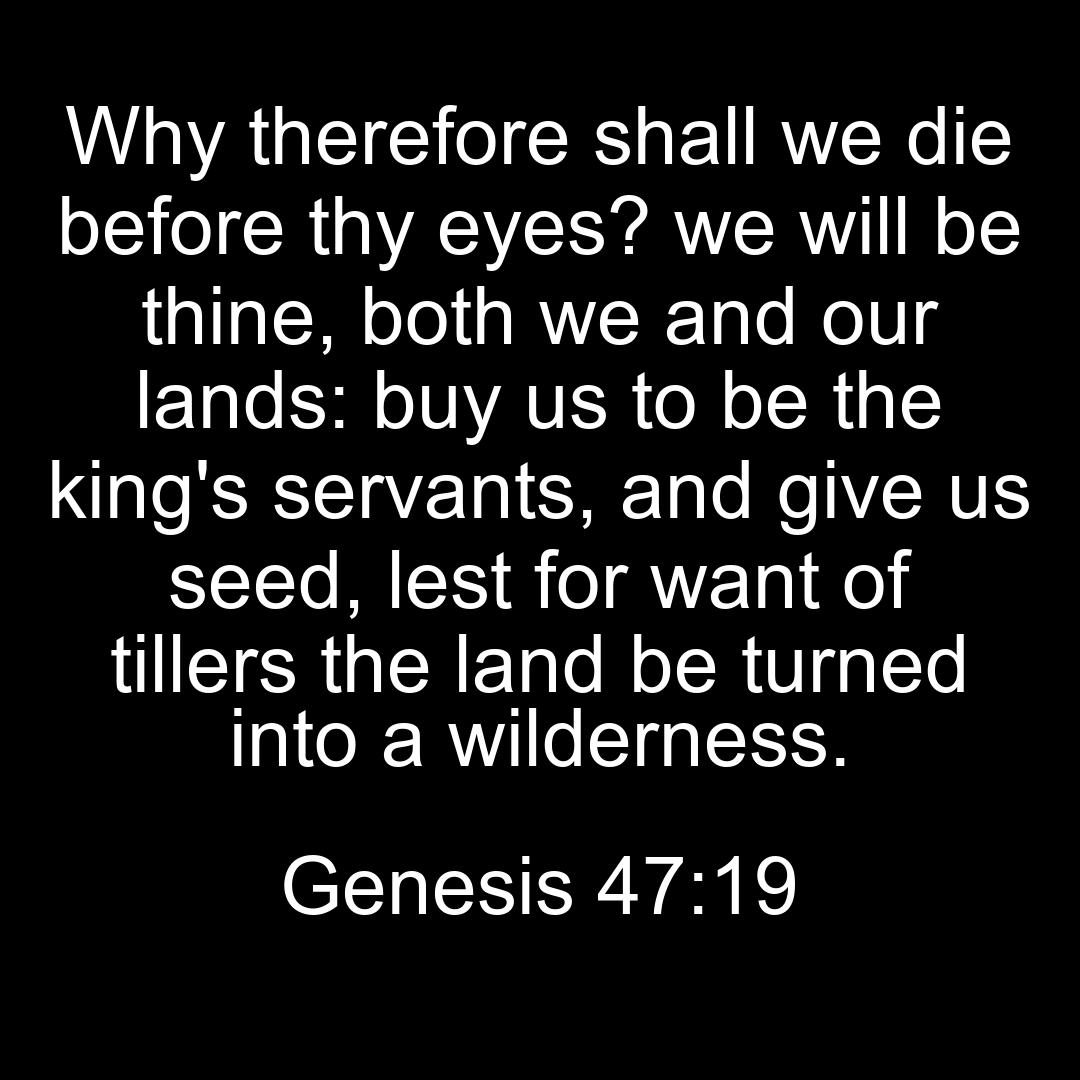 Why therefore shall we die
before thy eyes? we will be
thine, both we and our
lands: buy us to be the
king's servants, and give us
seed, lest for want of
tillers the land be turned
into a wilderness.
Genesis 47:19